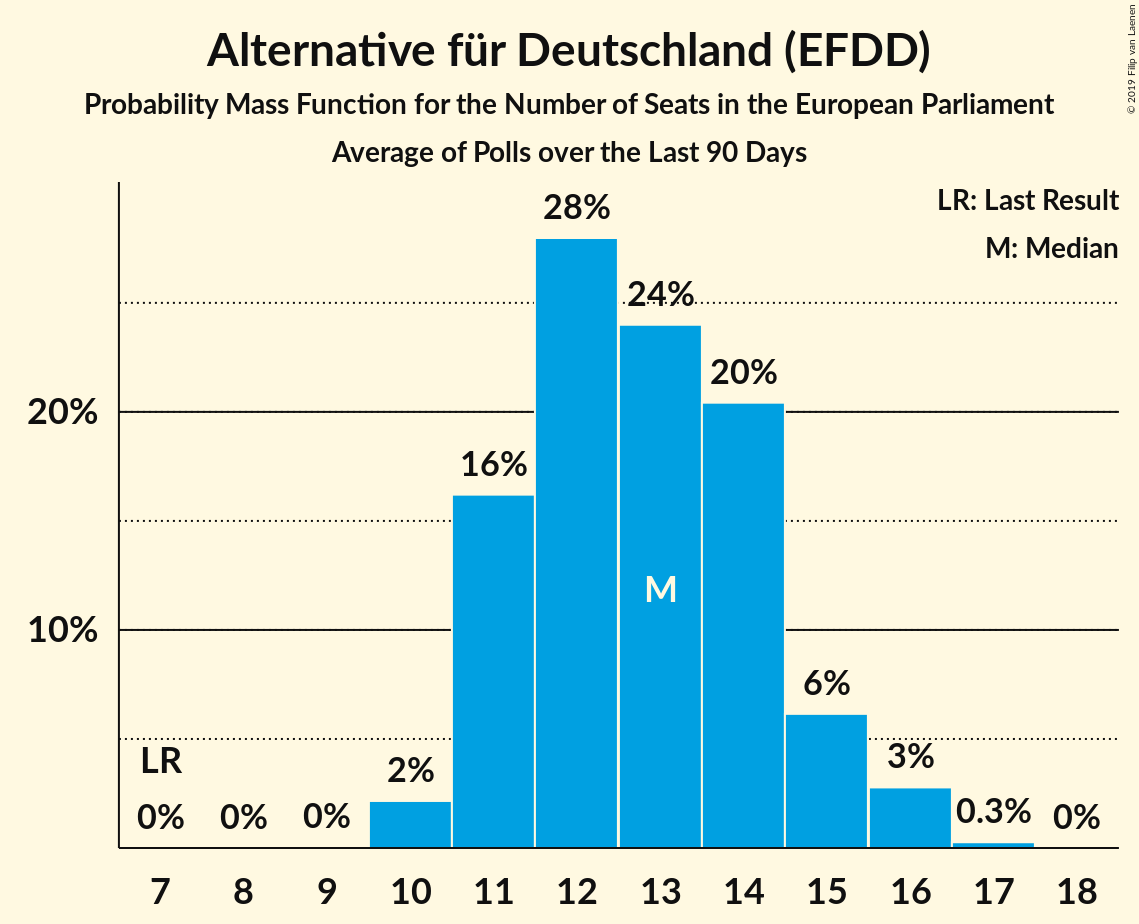 Alternative für Deutschland (EFDD)
Probability Mass Function for the Number of Seats in the European Parliament
Average of Polls over the Last 90 Days
© 2019 Filip van Laenen
LR: Last Result
M: Median
28%
24%
20%
20%
16%
M
10%
6%
LR
2%
3%
0%
0%
0%
0.3%
0%
7 8 9 10 11 12 13 14 15 16 17 18